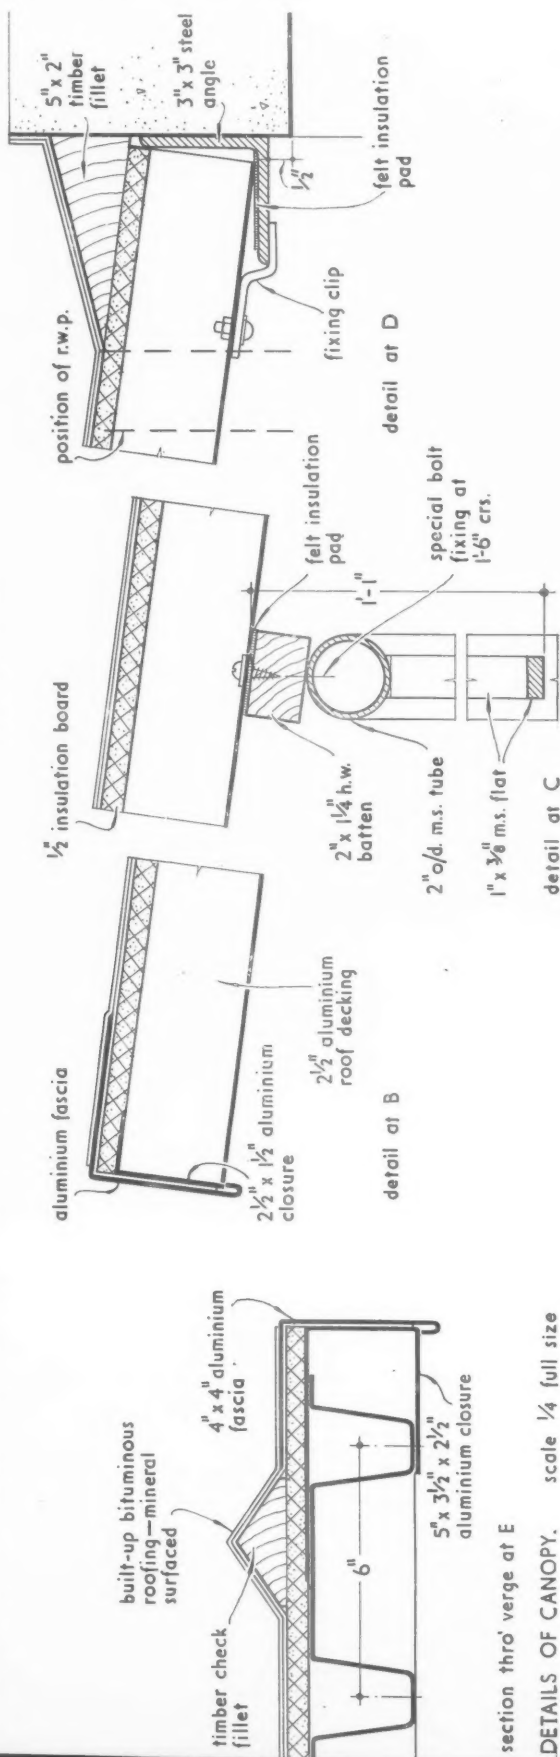 built-up bituminous
roofing—mineral
surfaced
timber check
fillet
4" x 4" aluminium
fascia
6"
5" x 3½" x 2½"
aluminium closure
section thro' verge at E
DETAILS OF CANOPY. scale ¼ full size
aluminium fascia
2½" x 1½" aluminium
closure
2½" aluminium
roof decking
detail at B
½" insulation board
felt insulation
pad
2" x 1¼" h.w.
batten
2" o/d. m.s. tube
special bolt
fixing at
1'-6" crs.
1'-1"
1" x ⅜" m.s. flat
detail at C
position of r.w.p.
5" x 2"
timber
fillet
3" x 3" steel
angle
½"
felt insulation
pad
fixing clip
detail at D